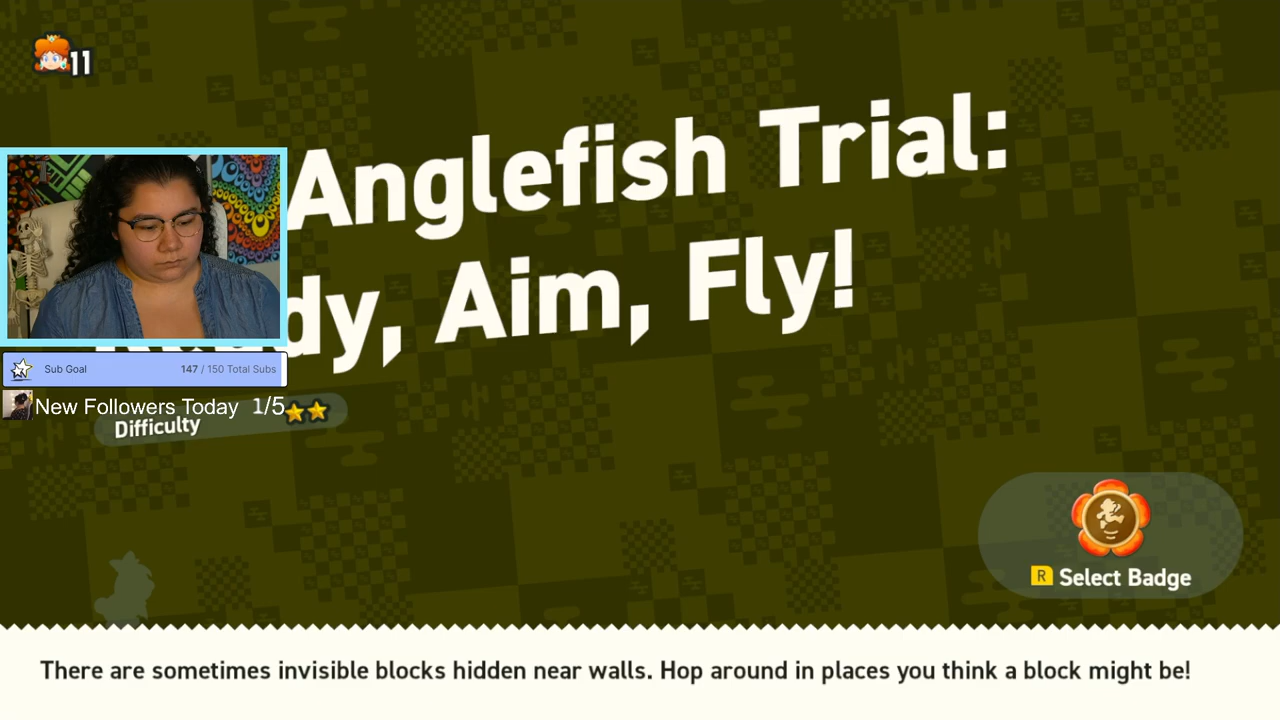 11
Anglefish Trial:
dy, Aim, Fly!
Sub Goal 147 / 150 Total Subs
New Followers Today 1/5
Difficulty
R Select Badge
There are sometimes invisible blocks hidden near walls. Hop around in places you think a block might be!